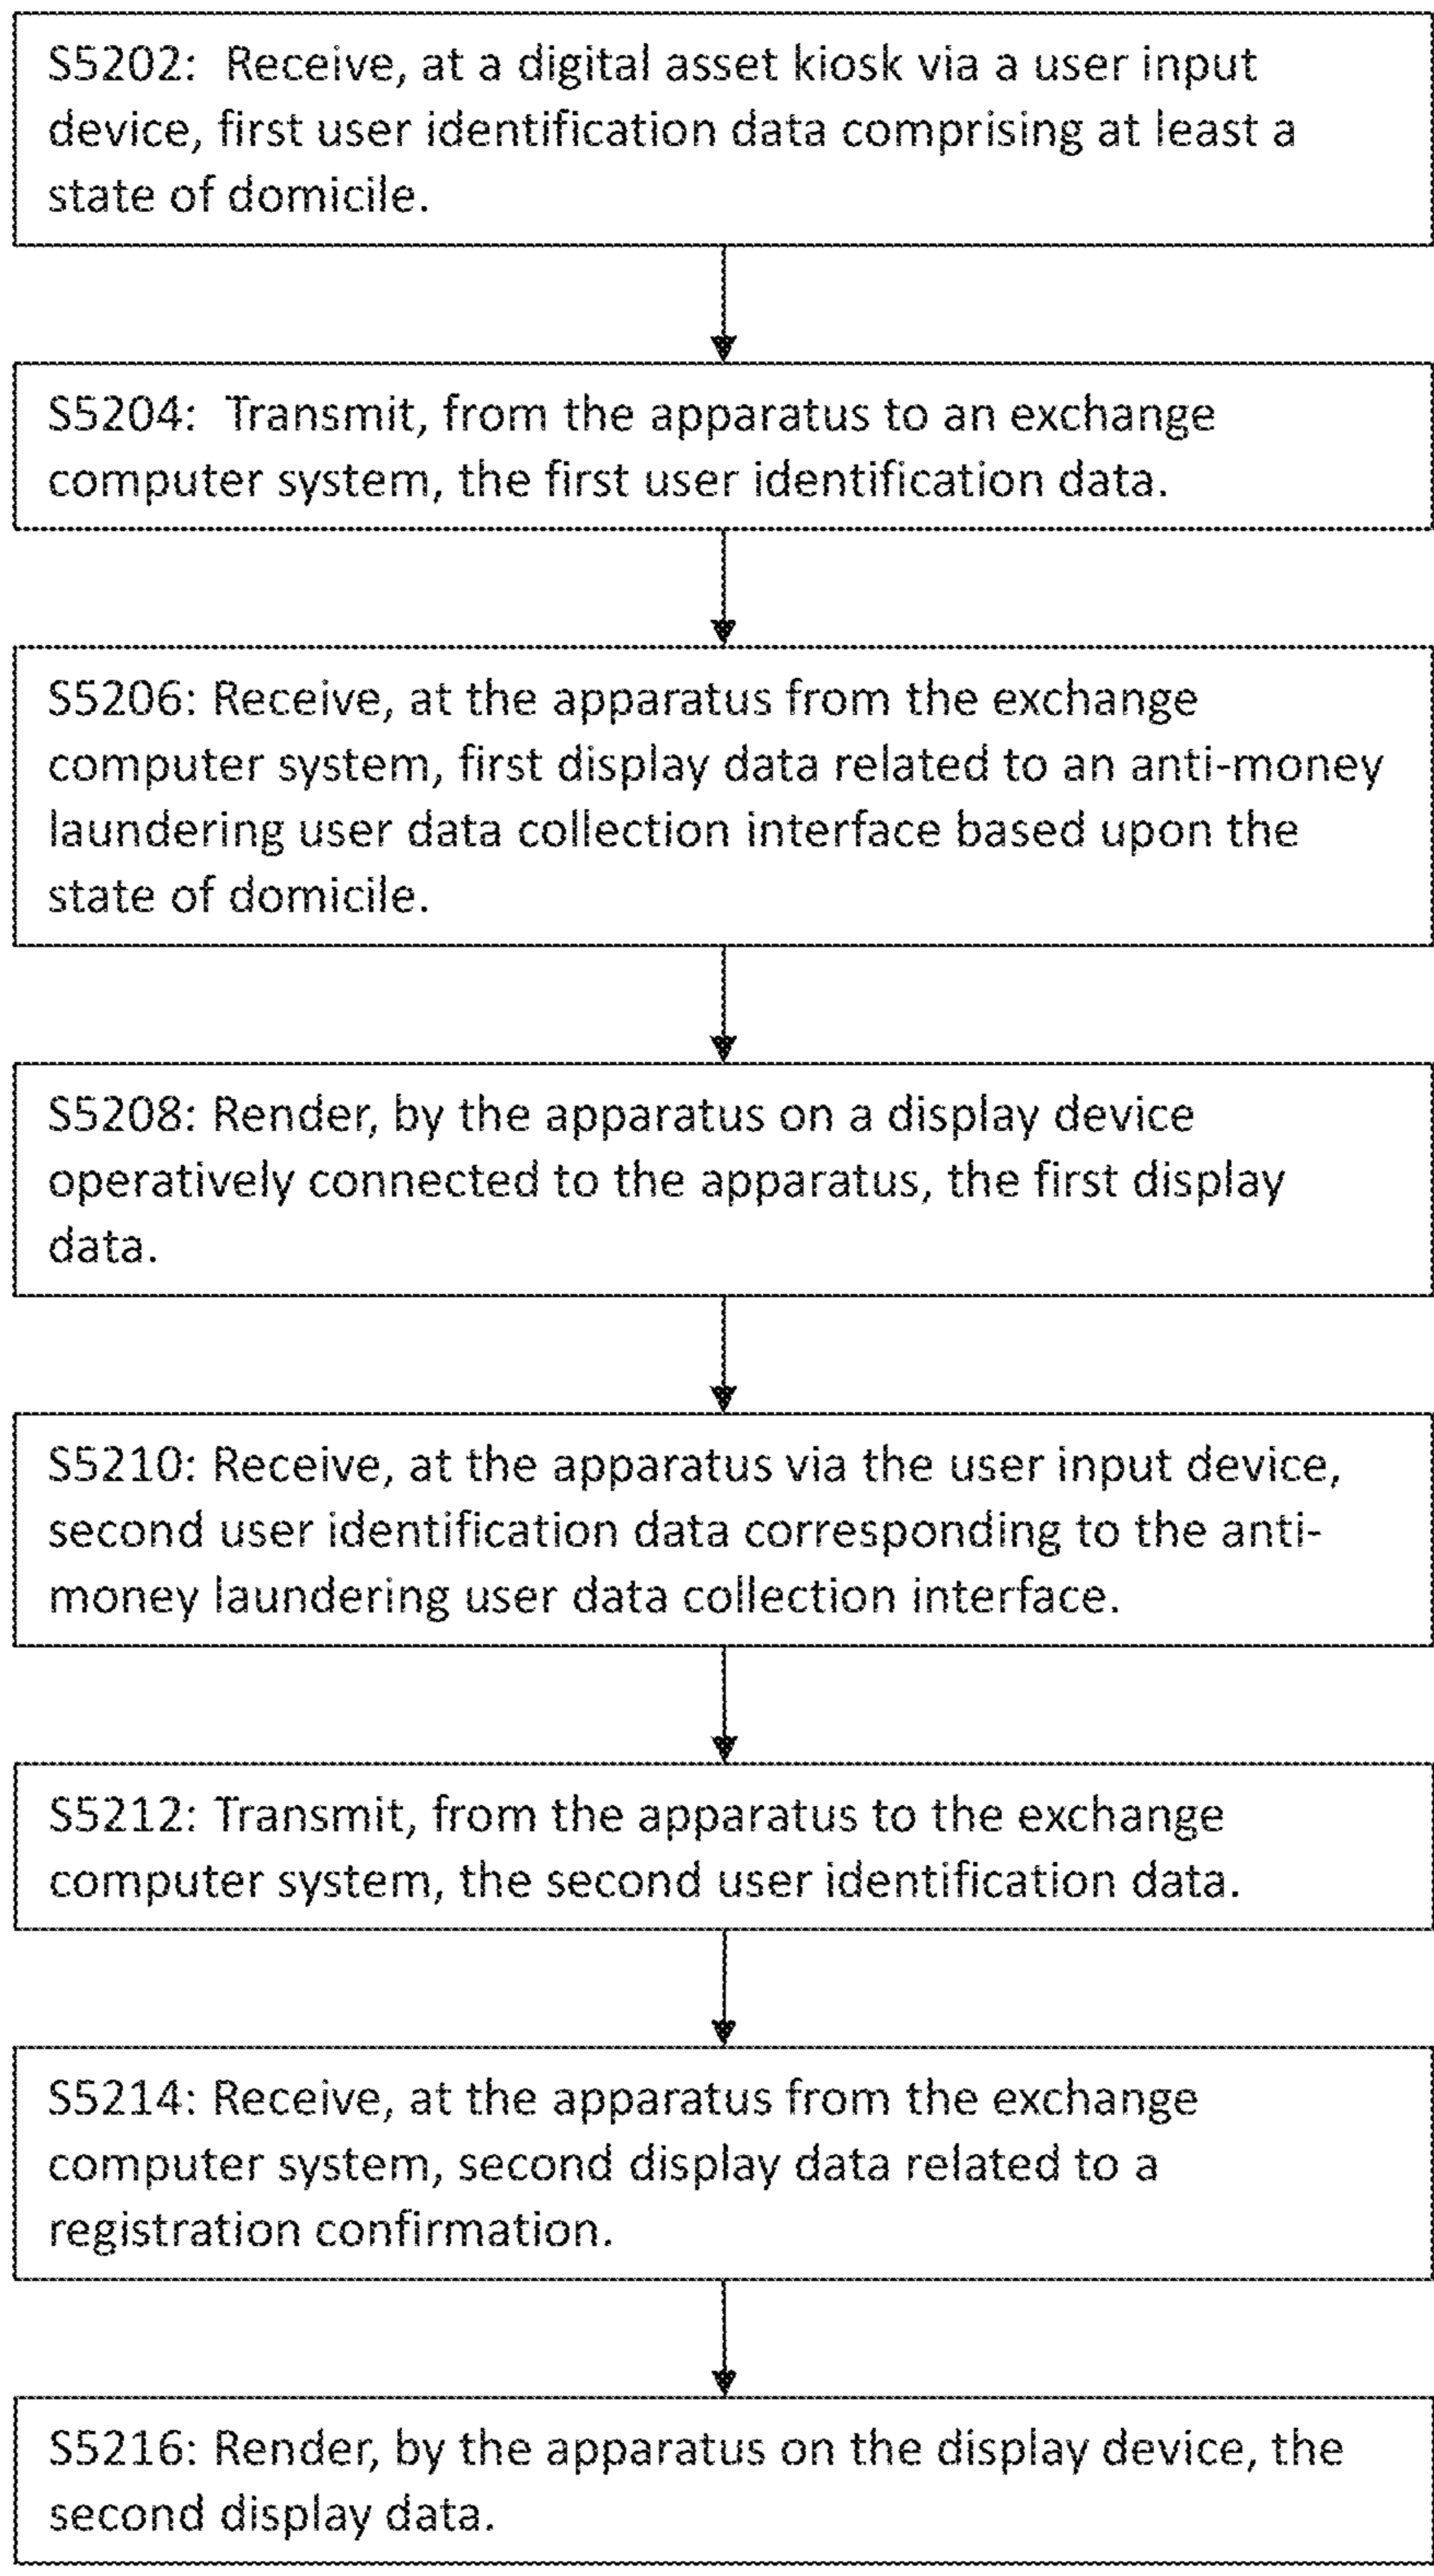 S5202:  Receive, at a digital asset kiosk via a user input
device, first user identification data comprising at least a
state of domicile.
S5204:  Transmit, from the apparatus to an exchange
computer system, the first user identification data.
S5206: Receive, at the apparatus from the exchange
computer system, first display data related to an anti-money
laundering user data collection interface based upon the
state of domicile.
S5208: Render, by the apparatus on a display device
operatively connected to the apparatus, the first display
data.
S5210: Receive, at the apparatus via the user input device,
second user identification data corresponding to the anti-
money laundering user data collection interface.
S5212: Transmit, from the apparatus to the exchange
computer system, the second user identification data.
S5214: Receive, at the apparatus from the exchange
computer system, second display data related to a
registration confirmation.
S5216: Render, by the apparatus on the display device, the
second display data.